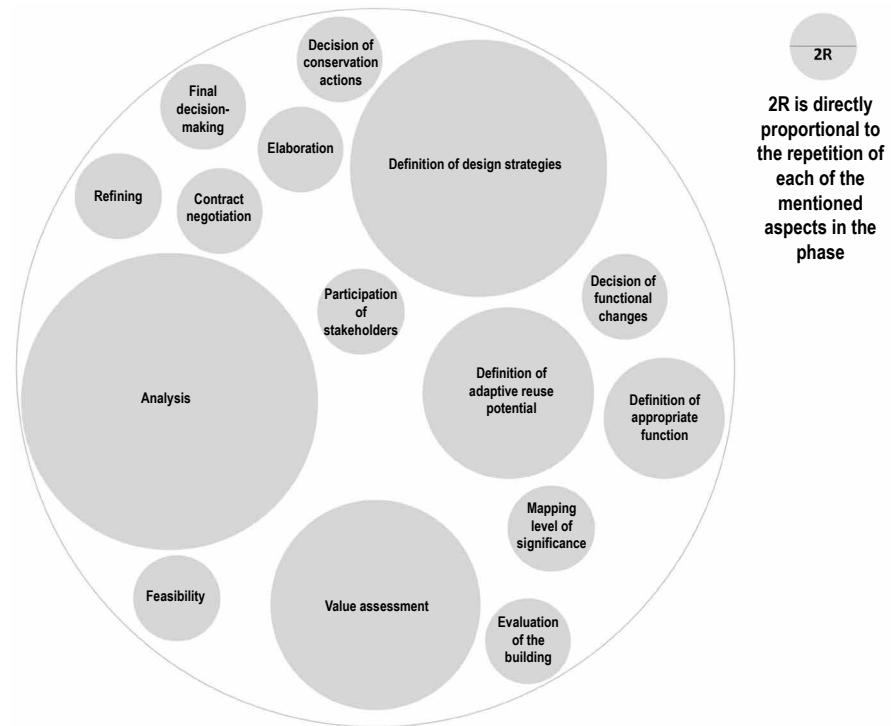 Decision of
conservation
actions
Final
decision-
making
Elaboration
Definition of design strategies
Refining
Contract
negotiation
Participation
of
stakeholders
Decision of
functional
changes
Analysis
Definition of
adaptive reuse
potential
Definition of
appropriate
function
Mapping
level of
significance
Feasibility
Value assessment
Evaluation
of the
building
2R
2R is directly
proportional to
the repetition of
each of the
mentioned
aspects in the
phase